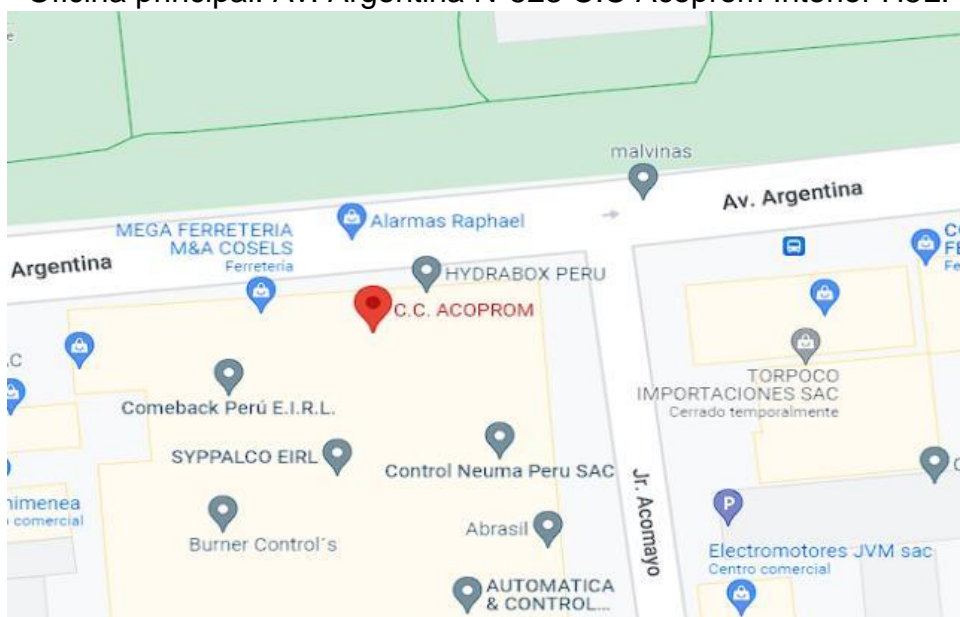 malvinas
Av. Argentina
Alarmas Raphael
MEGA FERRETERIA
M&A COSELS
Ferretería
Argentina
HYDRABOX PERU
C.C. ACOPROM
TORPOCO
IMPORTACIONES SAC
Cerrado temporalmente
Comeback Perú E.I.R.L.
SYPPALCO EIRL
Control Neuma Peru SAC
Jr. Acomayo
P
himenea
comercial
Burner Control´s
Abrasil
Electromotores JVM sac
Centro comercial
AUTOMATICA
& CONTROL...